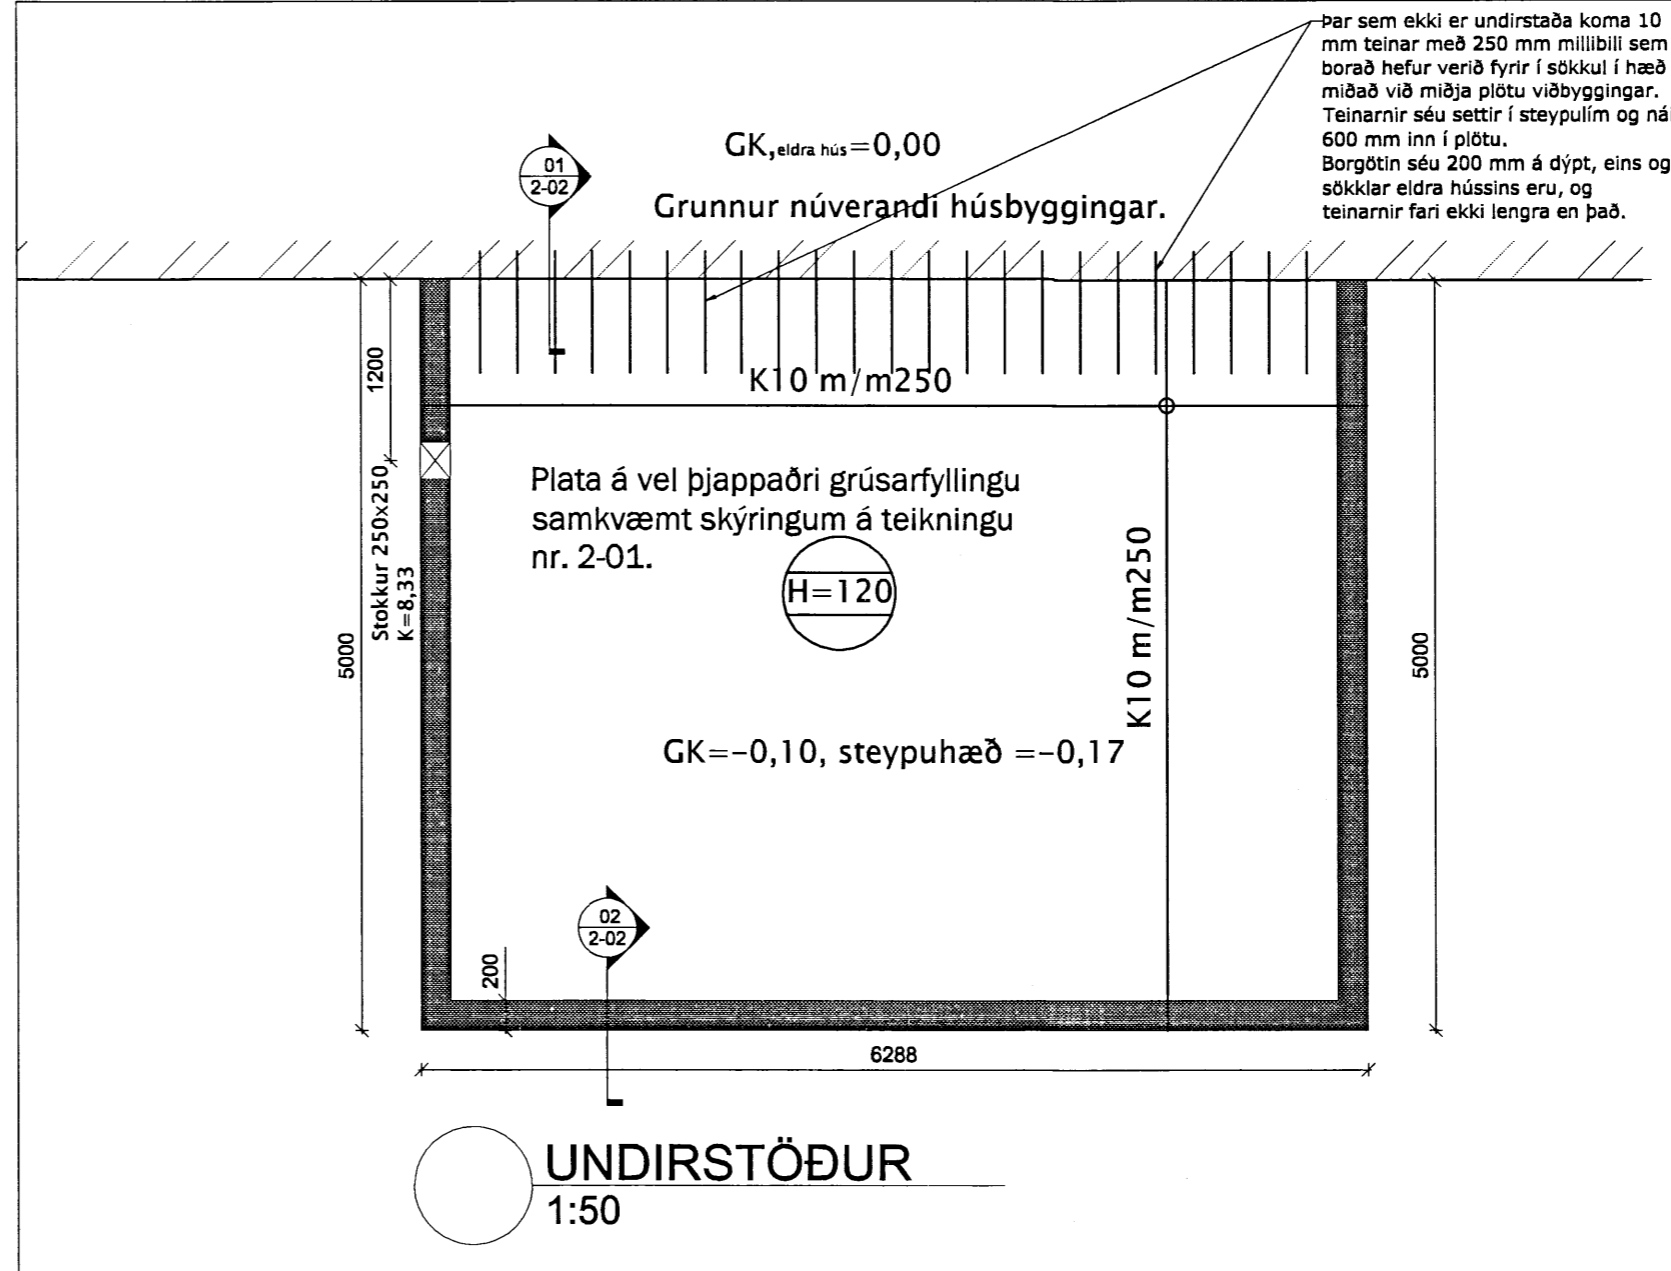 Þar sem ekki er undirstaða koma 10
mm teinar með 250 mm millibili sem
borað hefur verið fyrir í sökkul í hæð
miðað við miðja plötu viðbyggingar.
Teinarnir séu settir í steypulím og nái
600 mm inn í plötu.
Borgötin séu 200 mm á dýpt, eins og
sökklar eldra hússins eru, og
teinarnir fari ekki lengra en það.
GK,eldra hús=0,00
01
2-02
Grunnur núverandi húsbyggingar.
1200
K10 m/m250
Plata á vel þjappaðri grúsarfyllingu
samkvæmt skýringum á teikningu
nr. 2-01.
Stokkur 250x250
K=8,33
H=120
K10 m/m250
5000
5000
GK=-0,10, steypuhæð =-0,17
02
2-02
200
6288
UNDIRSTÖÐUR
1:50